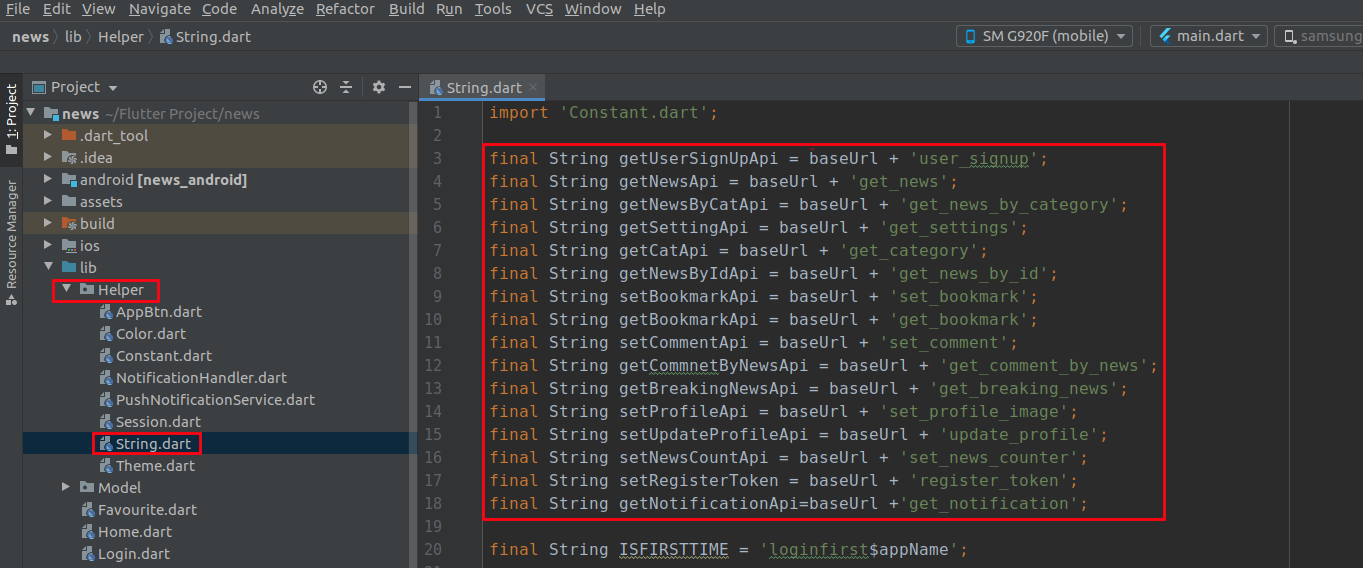 File Edit View Navigate Code Analyze Refactor Build Run Tools VCS Window Help
news lib Helper String.dart SM G920F (mobile) main.dart samsung
1: Project
Resource Manager
Project
news ~/Flutter Project/news
.dart_tool
.idea
android [news_android]
assets
build
ios
lib
Helper
AppBtn.dart
Color.dart
Constant.dart
NotificationHandler.dart
PushNotificationService.dart
Session.dart
String.dart
Theme.dart
Model
Favourite.dart
Home.dart
Login.dart
String.dart
1 import 'Constant.dart';
2
3 final String getUserSignUpApi = baseUrl + 'user_signup';
4 final String getNewsApi = baseUrl + 'get_news';
5 final String getNewsByCatApi = baseUrl + 'get_news_by_category';
6 final String getSettingApi = baseUrl + 'get_settings';
7 final String getCatApi = baseUrl + 'get_category';
8 final String getNewsByIdApi = baseUrl + 'get_news_by_id';
9 final String setBookmarkApi = baseUrl + 'set_bookmark';
10 final String getBookmarkApi = baseUrl + 'get_bookmark';
11 final String setCommentApi = baseUrl + 'set_comment';
12 final String getCommnetByNewsApi = baseUrl + 'get_comment_by_news';
13 final String getBreakingNewsApi = baseUrl + 'get_breaking_news';
14 final String setProfileApi = baseUrl + 'set_profile_image';
15 final String setUpdateProfileApi = baseUrl + 'update_profile';
16 final String setNewsCountApi = baseUrl + 'set_news_counter';
17 final String setRegisterToken = baseUrl + 'register_token';
18 final String getNotificationApi=baseUrl +'get_notification';
19
20 final String ISFIRSTTIME = 'loginfirst$appName';